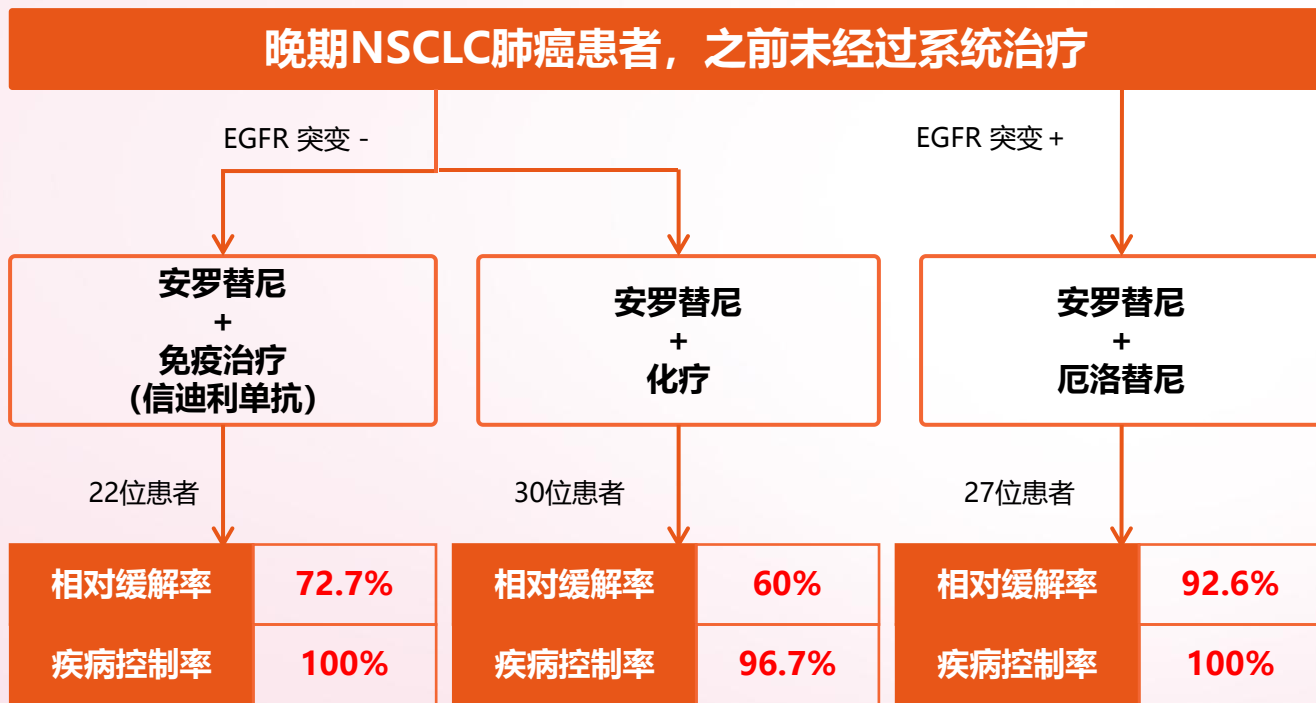 晚期NSCLC肺癌患者，之前未经过系统治疗
EGFR 突变 -
EGFR 突变 +
安罗替尼
+
免疫治疗
(信迪利单抗)
安罗替尼
+
化疗
安罗替尼
+
厄洛替尼
22位患者
30位患者
27位患者
相对缓解率 72.7%
疾病控制率 100%
相对缓解率 60%
疾病控制率 96.7%
相对缓解率 92.6%
疾病控制率 100%